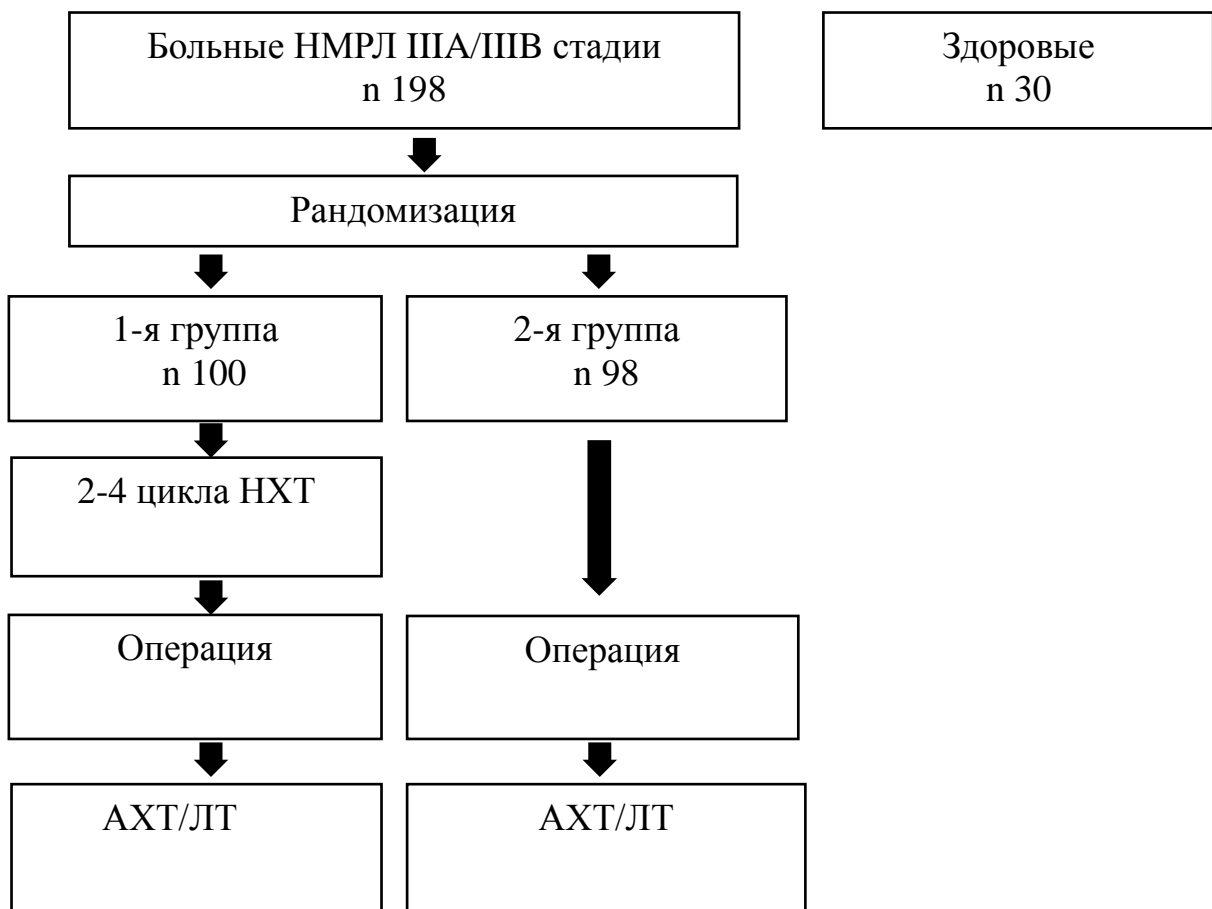 Больные НМРЛ IIIA/IIIB стадии
n 198
Здоровые
n 30
Рандомизация
1-я группа
n 100
2-я группа
n 98
2-4 цикла НХТ
Операция
Операция
АХТ/ЛТ
АХТ/ЛТ